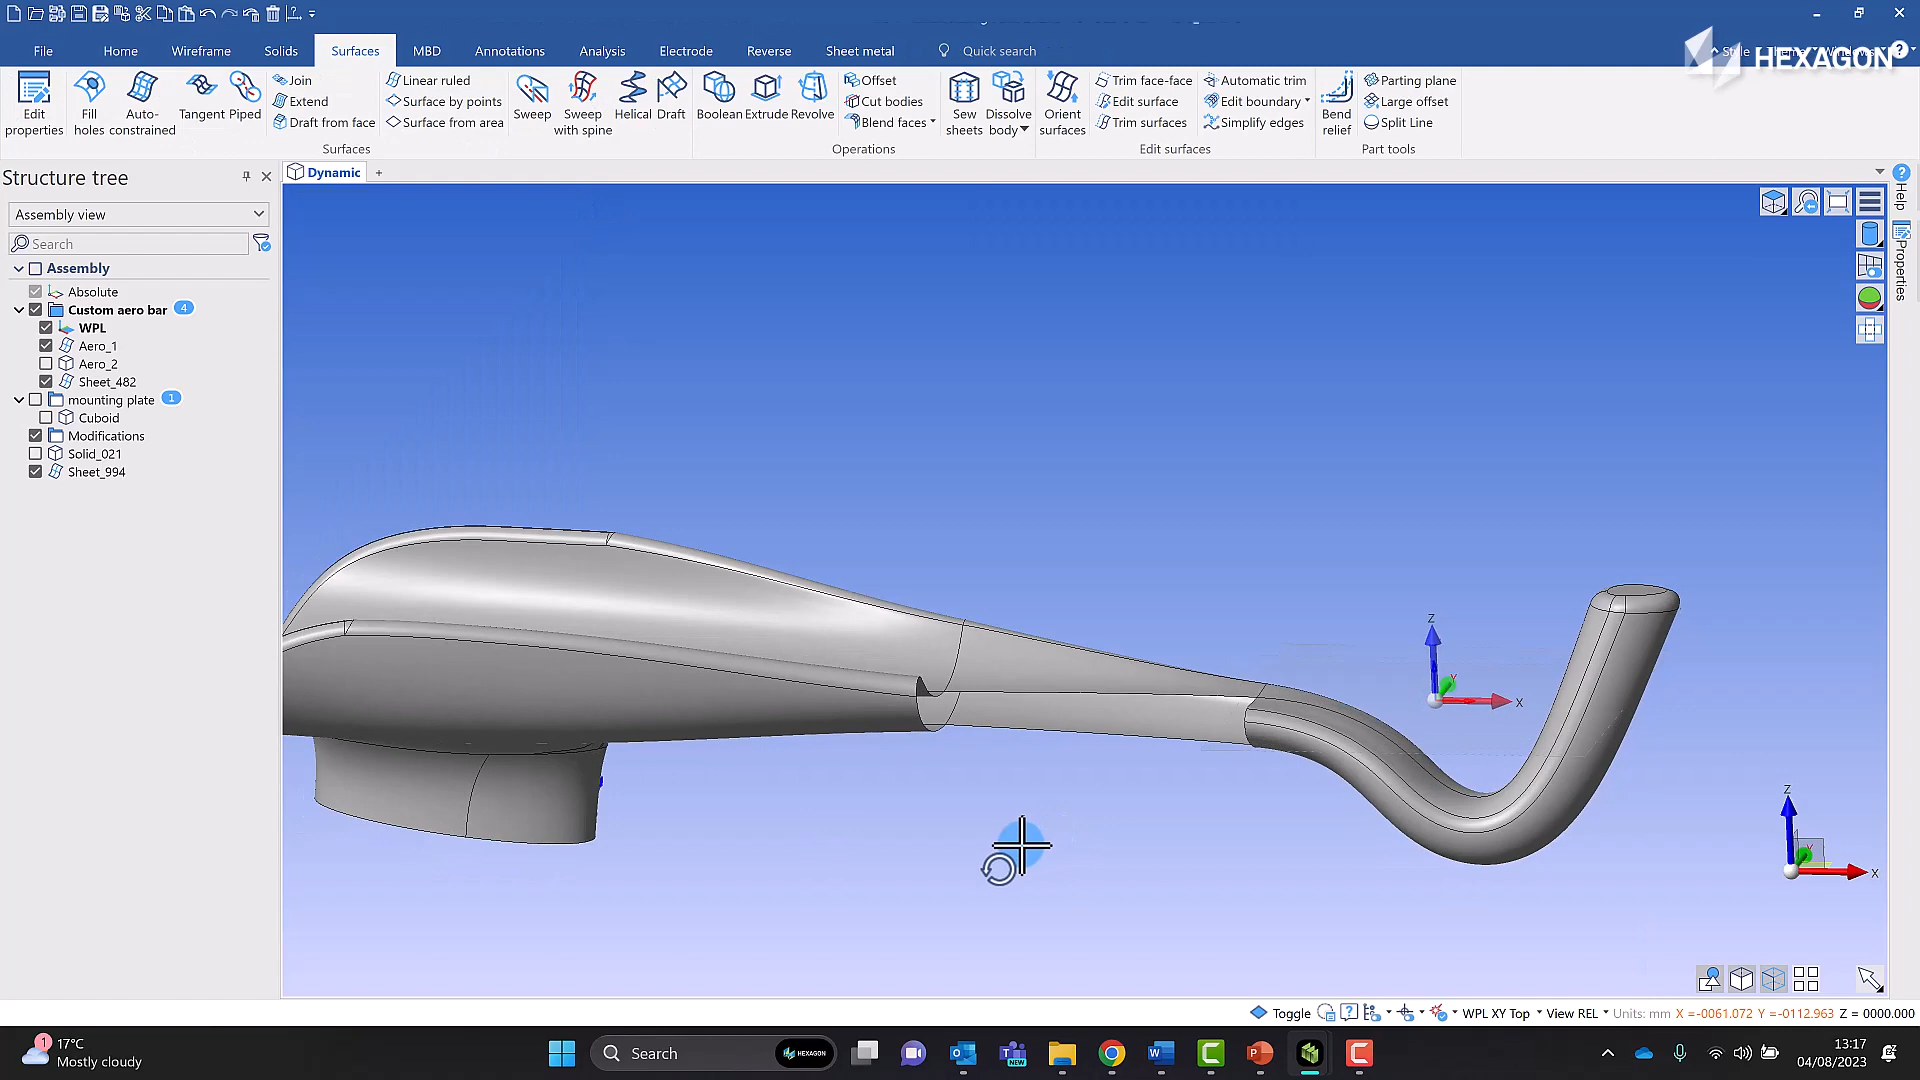 File Home Wireframe Solids Surfaces MBD Annotations Analysis Electrode Reverse Sheet metal Quick search Style HEXAGON
Edit properties
Fill holes
Auto-constrained
Tangent
Piped
Join
Extend
Draft from face
Linear ruled
Surface by points
Surface from area
Sweep
Sweep with spine
Helical
Draft
Surfaces
Boolean
Extrude
Revolve
Offset
Cut bodies
Blend faces
Sew sheets
Dissolve body
Operations
Orient surfaces
Trim face-face
Edit surface
Trim surfaces
Automatic trim
Edit boundary
Simplify edges
Edit surfaces
Bend relief
Parting plane
Large offset
Split Line
Part tools
Structure tree
Dynamic +
Assembly view
Search
Assembly
Absolute
Custom aero bar 4
WPL
Aero_1
Aero_2
Sheet_482
mounting plate 1
Cuboid
Modifications
Solid_021
Sheet_994
Help
Properties
Z
Y
X
Z
Y
X
Toggle WPL XY Top View REL Units: mm X =-0061.072 Y =-0112.963 Z = 0000.000
1
17°C
Mostly cloudy
Search HEXAGON
NEW
13:17
04/08/2023